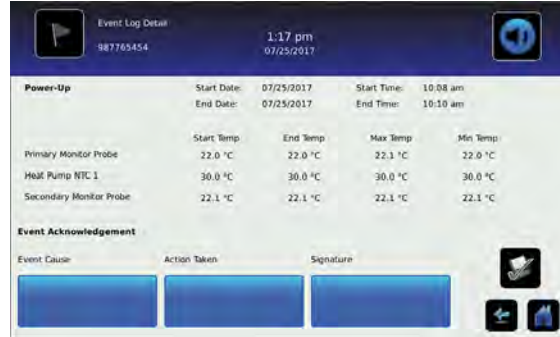 Event Log Detail
987765454
1:17 pm
07/25/2017
Power-Up Start Date: 07/25/2017 Start Time: 10:08 am
End Date: 07/25/2017 End Time: 10:10 am
Start Temp End Temp Max Temp Min Temp
Primary Monitor Probe 22.0 °C 22.0 °C 22.1 °C 22.0 °C
Heat Pump NTC 1 30.0 °C 30.0 °C 30.0 °C 30.0 °C
Secondary Monitor Probe 22.1 °C 22.1 °C 22.1 °C 22.1 °C
Event Acknowledgement
Event Cause Action Taken Signature